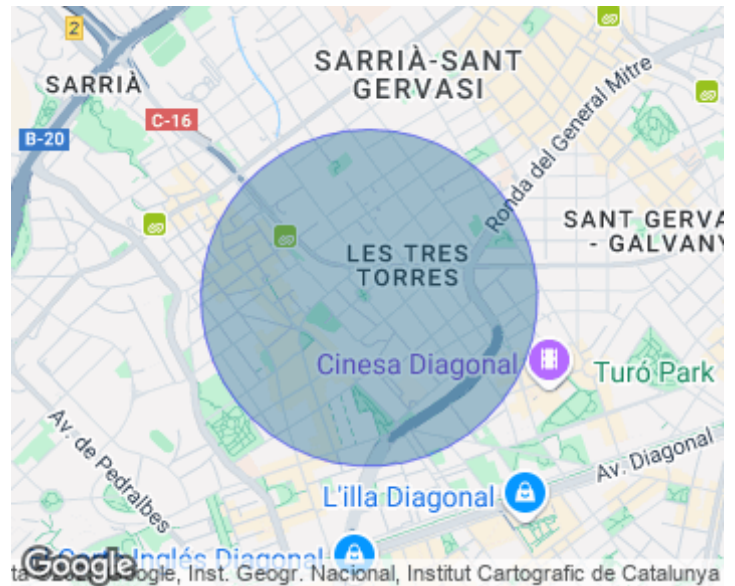 2
SARRIÀ-SANT
GERVASI
SARRIÀ
C-16
B-20
Ronda del General Mitre
SANT GERVA
- GALVANY
LES TRES
TORRES
Cinesa Diagonal
Turó Park
Av. de Pedralbes
Av. Diagonal
L'illa Diagonal
Inglés Diagonal
Google
Google, Inst. Geogr. Nacional, Institut Cartografic de Catalunya